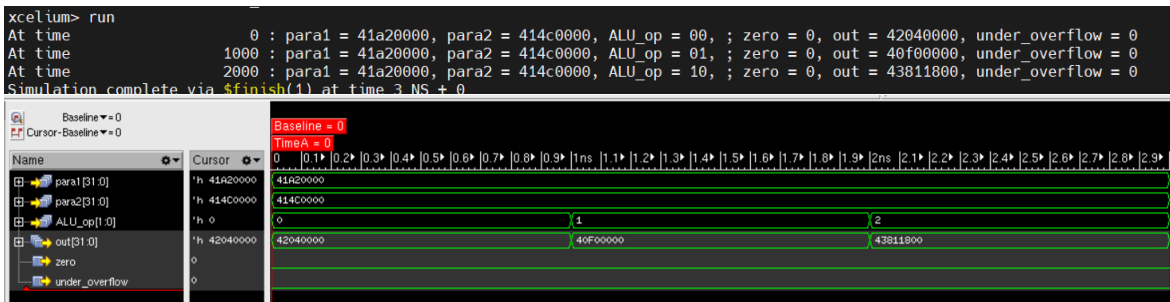 xcelium> run
At time 0 : para1 = 41a20000, para2 = 414c0000, ALU_op = 00, ; zero = 0, out = 42040000, under_overflow = 0
At time 1000 : para1 = 41a20000, para2 = 414c0000, ALU_op = 01, ; zero = 0, out = 40f00000, under_overflow = 0
At time 2000 : para1 = 41a20000, para2 = 414c0000, ALU_op = 10, ; zero = 0, out = 43811800, under_overflow = 0
Simulation complete via $finish(1) at time 3 NS + 0
Baseline▼= 0
Cursor-Baseline▼= 0
Baseline = 0
TimeA = 0
Name Cursor 0 0.1 0.2 0.3 0.4 0.5 0.6 0.7 0.8 0.9 1ns 1.1 1.2 1.3 1.4 1.5 1.6 1.7 1.8 1.9 2ns 2.1 2.2 2.3 2.4 2.5 2.6 2.7 2.8 2.9
para1[31:0] 'h 41A20000 41A20000
para2[31:0] 'h 414C0000 414C0000
ALU_op[1:0] 'h 0 0 1 2
out[31:0] 'h 42040000 42040000 40F00000 43811800
zero 0
under_overflow 0